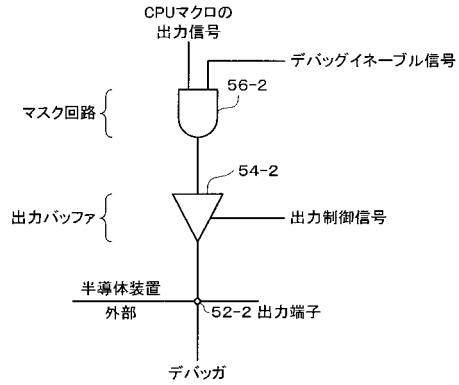 CPUマクロの
出力信号
デバッグイネーブル信号
56-2
マスク回路
54-2
出力バッファ
出力制御信号
半導体装置
外部
52-2 出力端子
デバッガ